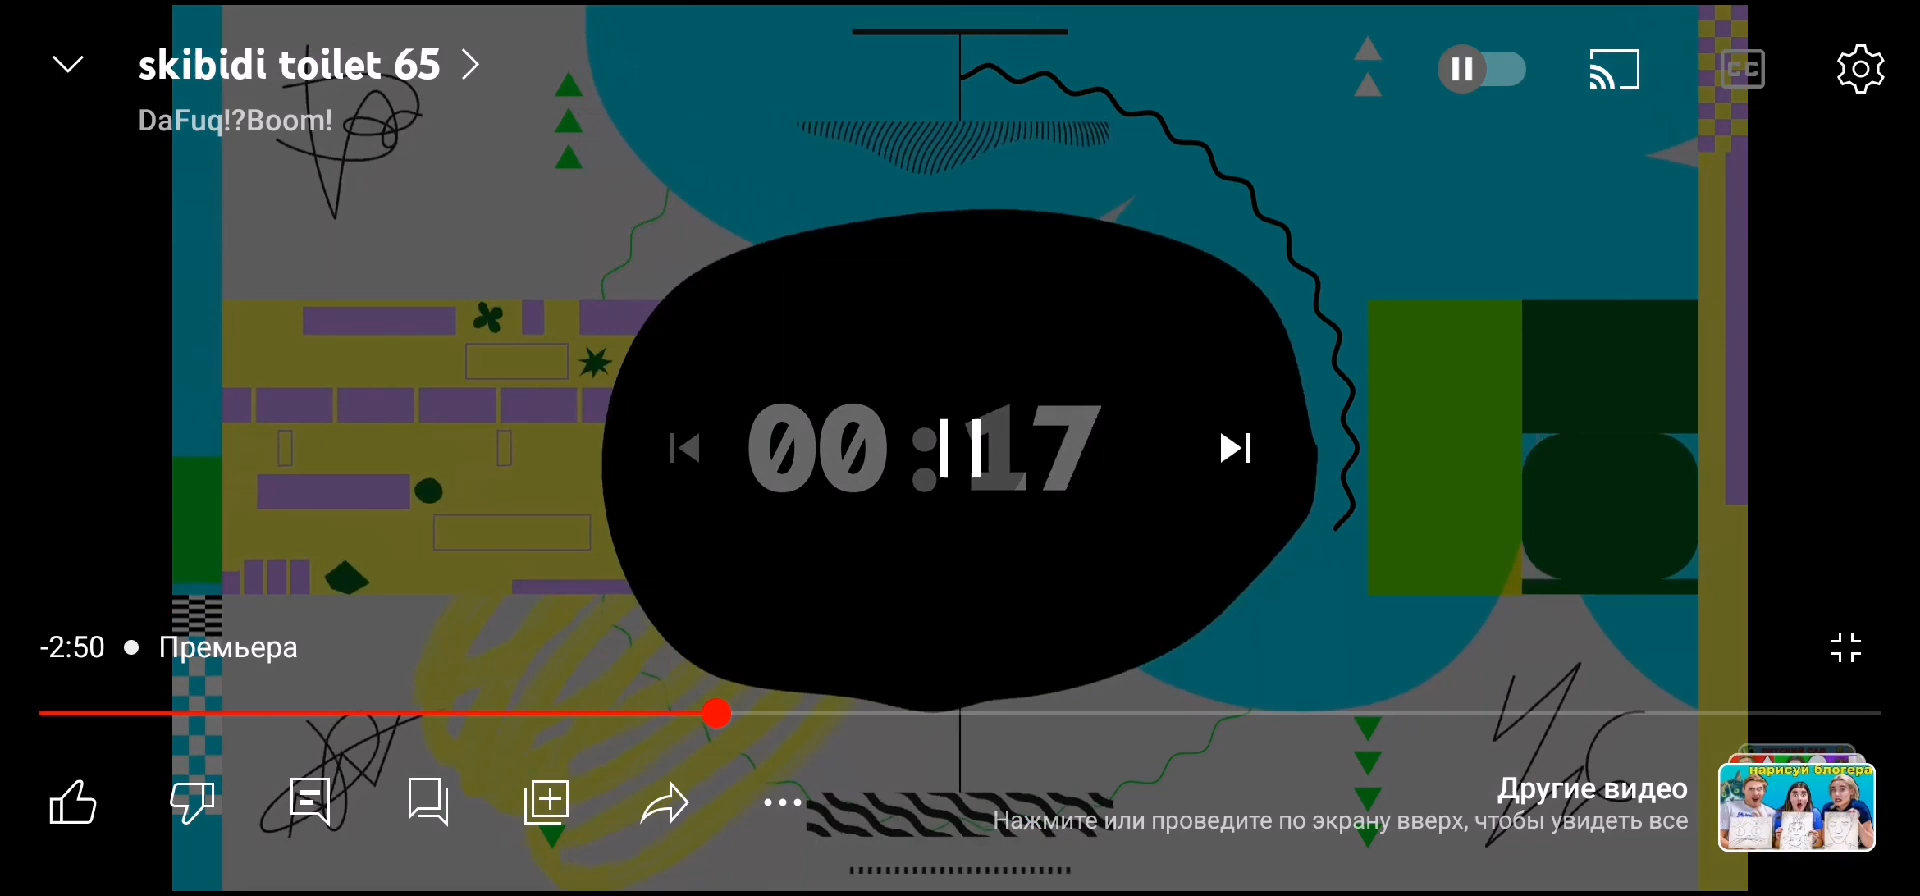 skibidi toilet 65
DaFuq!?Boom!
CC
00:17
-2:50 • Премьера
Другие видео
Нажмите или проведите по экрану вверх, чтобы увидеть все
нарисуй блогера